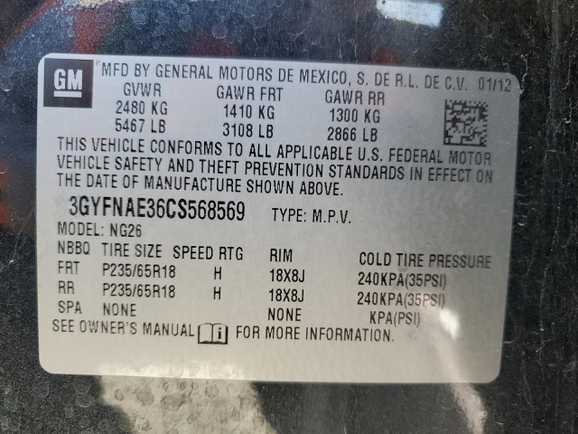 GM
MFD BY GENERAL MOTORS DE MEXICO, S. DE R.L. DE C.V. 01/12
GVWR GAWR FRT GAWR RR
2480 KG 1410 KG 1300 KG
5467 LB 3108 LB 2866 LB
THIS VEHICLE CONFORMS TO ALL APPLICABLE U.S. FEDERAL MOTOR
VEHICLE SAFETY AND THEFT PREVENTION STANDARDS IN EFFECT ON
THE DATE OF MANUFACTURE SHOWN ABOVE.
3GYFNAE36CS568569 TYPE: M.P.V.
MODEL: NG26
NBBQ TIRE SIZE SPEED RTG RIM COLD TIRE PRESSURE
FRT P235/65R18 H 18X8J 240KPA(35PSI)
RR P235/65R18 H 18X8J 240KPA(35PSI)
SPA NONE NONE KPA(PSI)
SEE OWNER'S MANUAL FOR MORE INFORMATION.